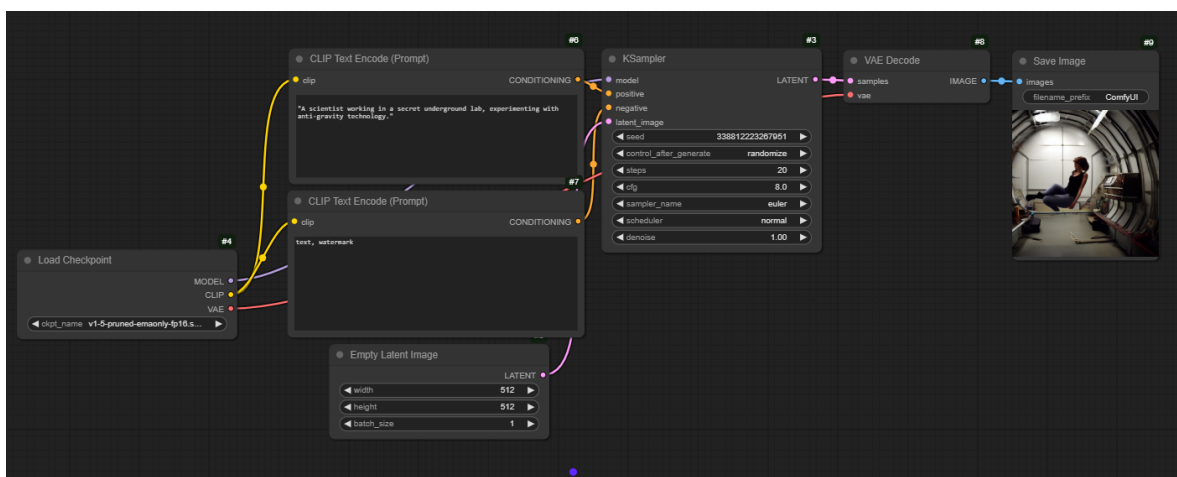 #6
CLIP Text Encode (Prompt)
clip
CONDITIONING
"A scientist working in a secret underground lab, experimenting with
anti-gravity technology."
#7
CLIP Text Encode (Prompt)
clip
CONDITIONING
text, watermark
#4
Load Checkpoint
MODEL
CLIP
VAE
ckpt_name v1-5-pruned-emaonly-fp16.s...
Empty Latent Image
LATENT
width 512
height 512
batch_size 1
#3
KSampler
model LATENT
positive
negative
latent_image
seed 338812223267951
control_after_generate randomize
steps 20
cfg 8.0
sampler_name euler
scheduler normal
denoise 1.00
#8
VAE Decode
samples IMAGE
vae
#9
Save Image
images
filename_prefix ComfyUI